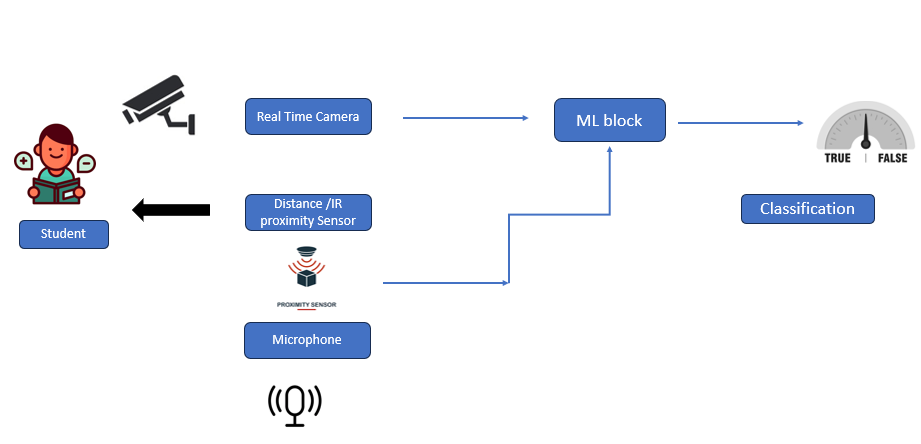 Real Time Camera
ML block
TRUE | FALSE
Distance /IR
proximity Sensor
Classification
Student
PROXIMITY SENSOR
Microphone